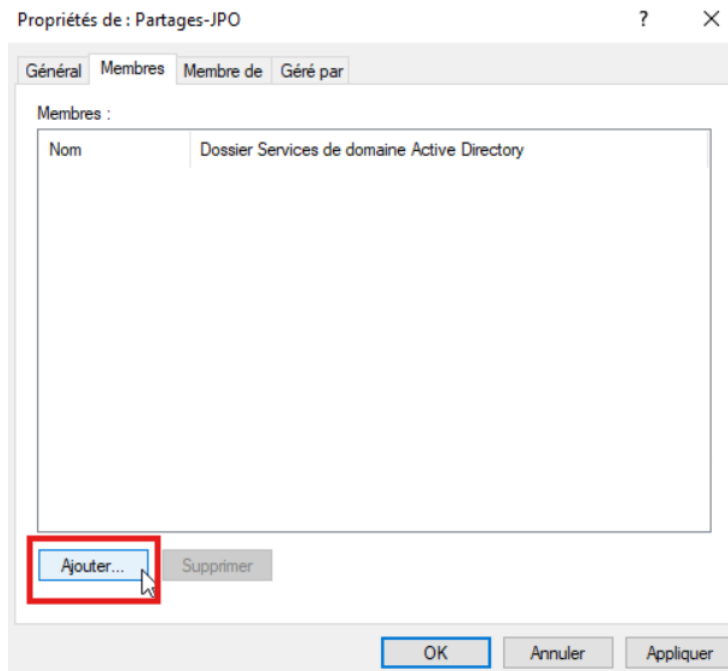 Propriétés de : Partages-JPO ? ×
Général Membres Membre de Géré par
Membres :
Nom Dossier Services de domaine Active Directory
Ajouter... Supprimer
OK Annuler Appliquer